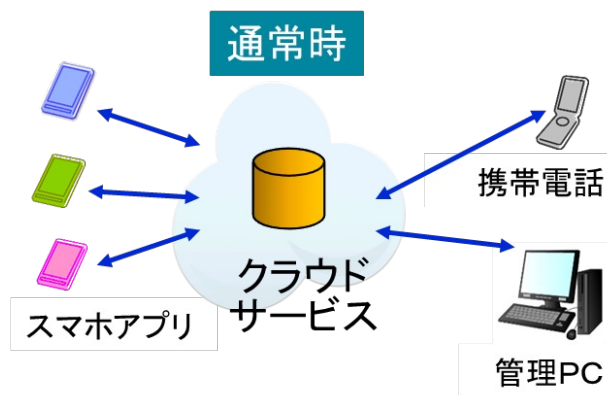 通常時
携帯電話
クラウド
サービス
スマホアプリ
管理PC